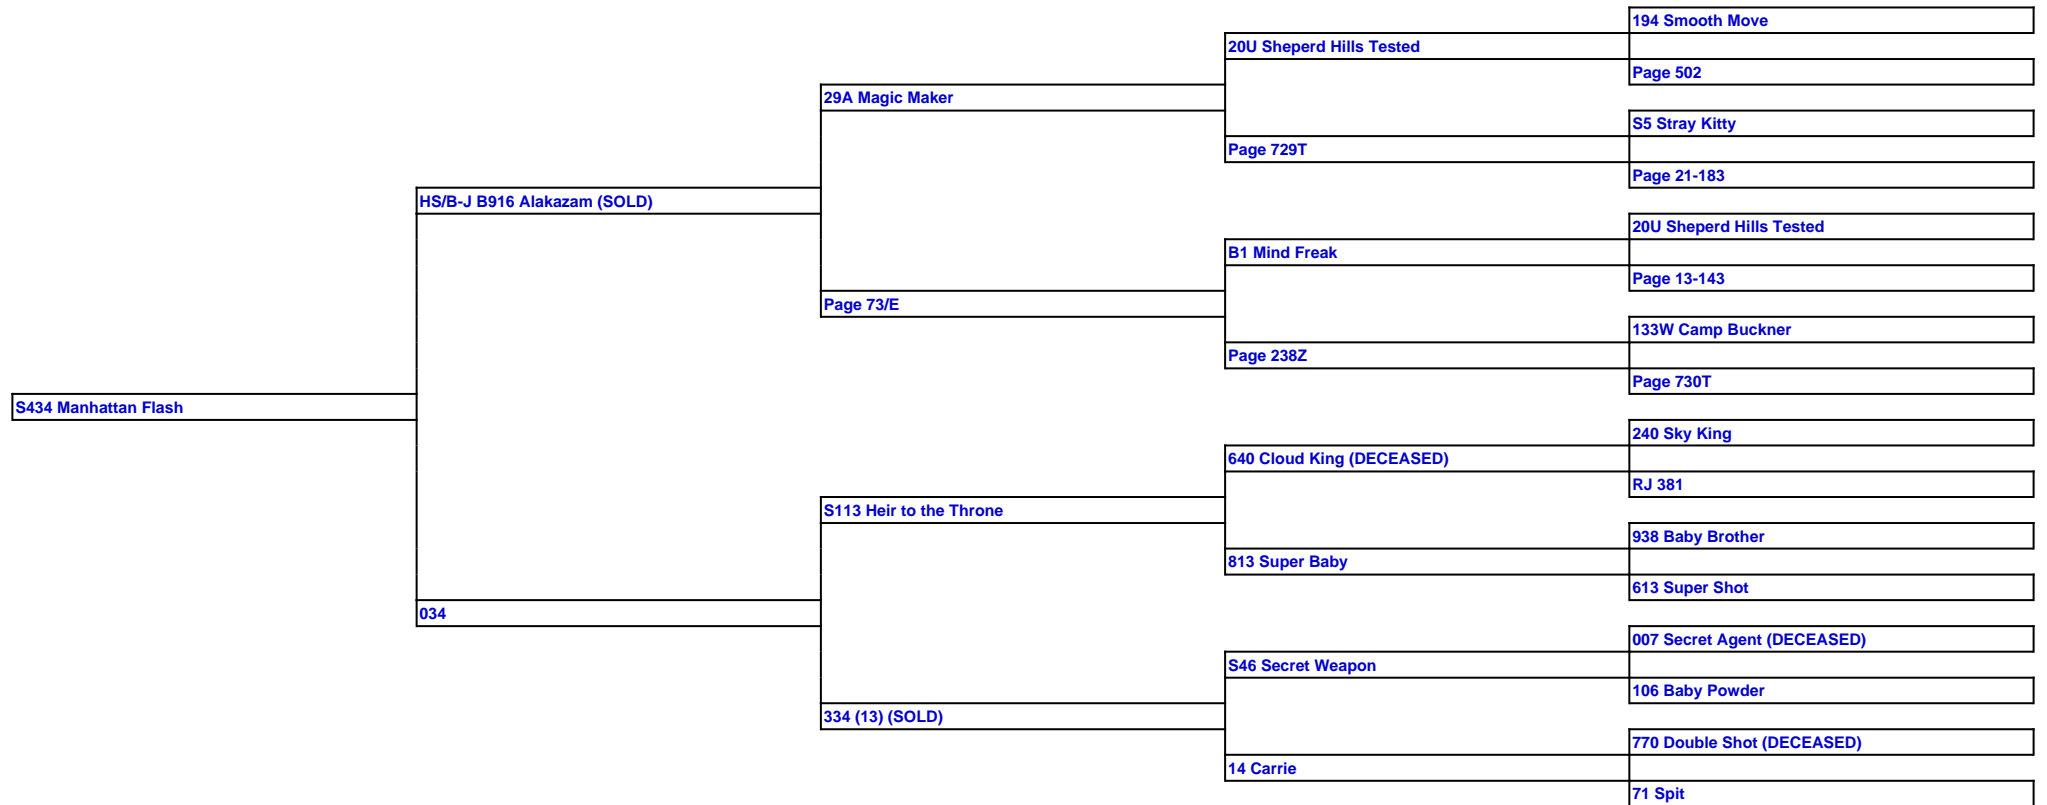 194 Smooth Move
20U Sheperd Hills Tested
Page 502
29A Magic Maker
S5 Stray Kitty
Page 729T
Page 21-183
HS/B-J B916 Alakazam (SOLD)
20U Sheperd Hills Tested
B1 Mind Freak
Page 13-143
Page 73/E
133W Camp Buckner
Page 238Z
Page 730T
S434 Manhattan Flash
240 Sky King
640 Cloud King (DECEASED)
RJ 381
S113 Heir to the Throne
938 Baby Brother
813 Super Baby
613 Super Shot
034
007 Secret Agent (DECEASED)
S46 Secret Weapon
106 Baby Powder
334 (13) (SOLD)
770 Double Shot (DECEASED)
14 Carrie
71 Spit